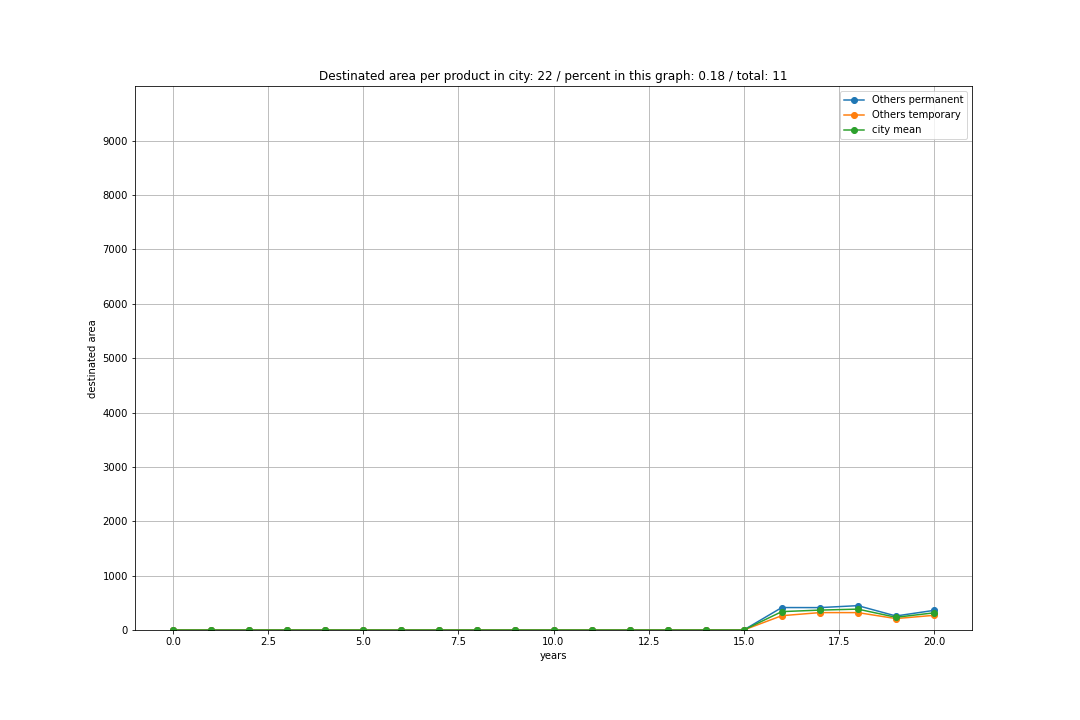 Destinated area per product in city: 22 / percent in this graph: 0.18 / total: 11
Others permanent
Others temporary
city mean
9000
8000
7000
6000
5000
4000
3000
2000
1000
0
destinated area
0.0 2.5 5.0 7.5 10.0 12.5 15.0 17.5 20.0
years